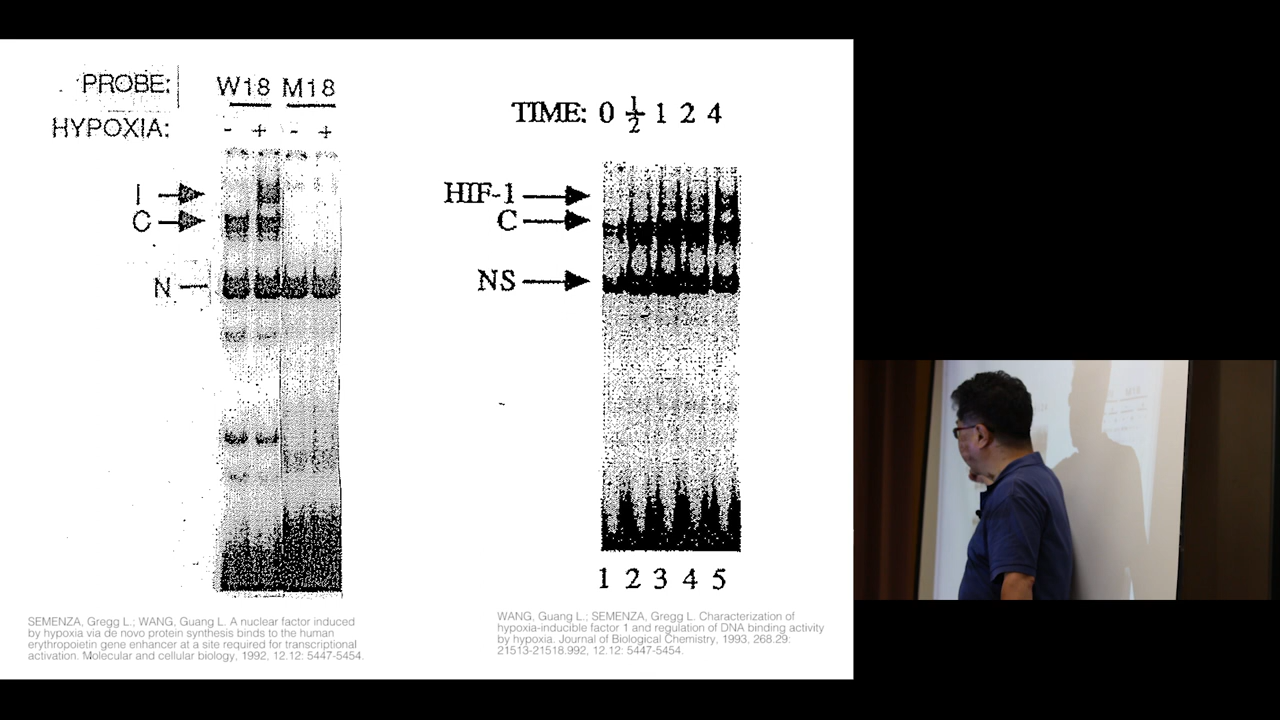 PROBE: W18 M18
HYPOXIA: - + - +
I
C
N
TIME: 0 1/2 1 2 4
HIF-1
C
NS
1 2 3 4 5
SEMENZA, Gregg L.; WANG, Guang L. A nuclear factor induced
by hypoxia via de novo protein synthesis binds to the human
erythropoietin gene enhancer at a site required for transcriptional
activation. Molecular and cellular biology, 1992, 12.12: 5447-5454.
WANG, Guang L.; SEMENZA, Gregg L. Characterization of
hypoxia-inducible factor 1 and regulation of DNA binding activity
by hypoxia. Journal of Biological Chemistry, 1993, 268.29:
21513-21518.992, 12.12: 5447-5454.